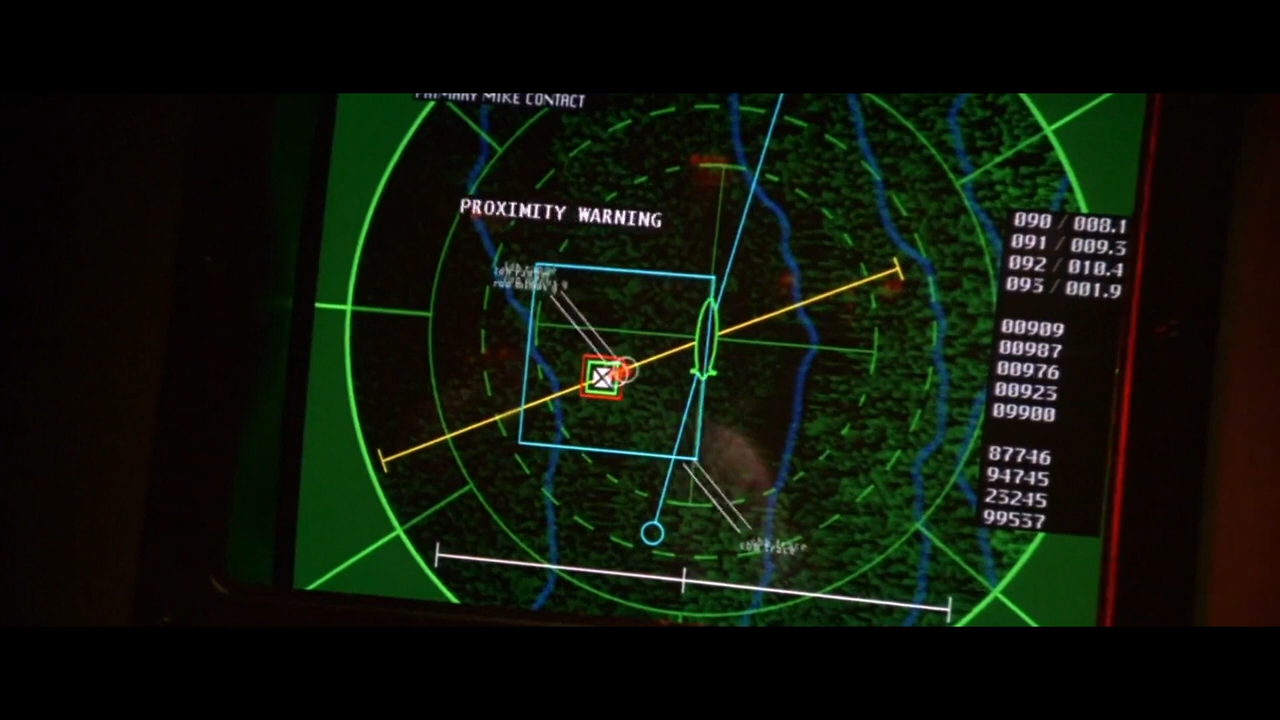 PRIMARY MIKE CONTACT
PROXIMITY WARNING
090 / 008.1
091 / 009.3
092 / 010.4
093 / 001.9
00909
00987
00976
00923
09900
87746
94745
23245
99537